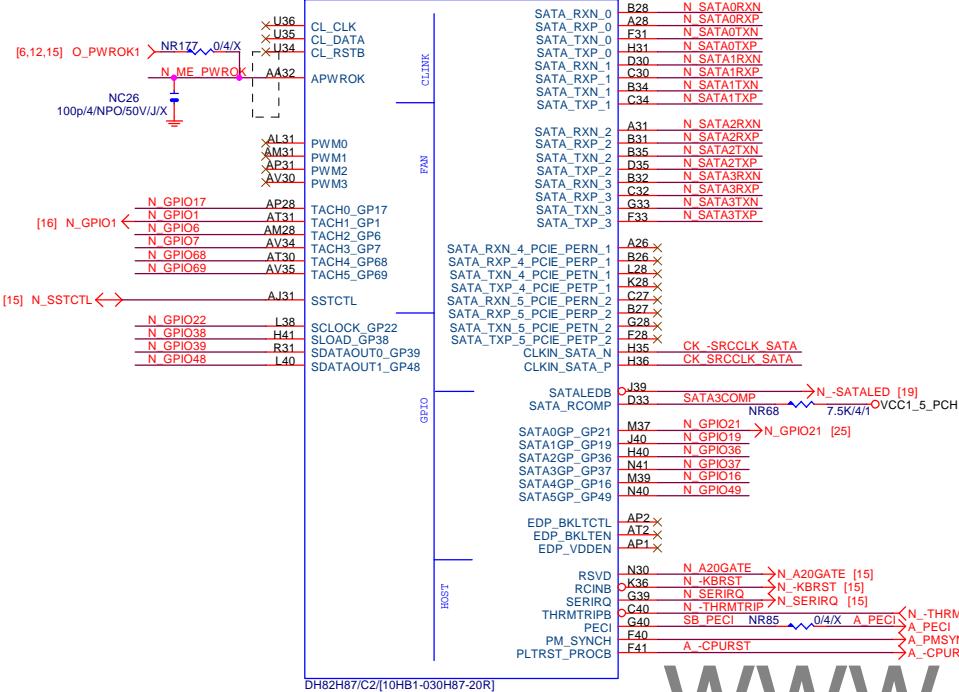 U36 CL_CLK
U35 CL_DATA
U34 CL_RSTB
[6,12,15] O_PWROK1 NR177 0/4/X
N_ME_PWROK AA32 APWROK
NC26
100p/4/NPO/50V/J/X
CLINK
AL31 PWM0
AM31 PWM1
AP31 PWM2
AV30 PWM3
FAN
N_GPIO17 AP28 TACH0_GP17
[16] N_GPIO1 N_GPIO1 AT31 TACH1_GP1
N_GPIO6 AM28 TACH2_GP6
N_GPIO7 AV34 TACH3_GP7
N_GPIO68 AT30 TACH4_GP68
N_GPIO69 AV35 TACH5_GP69
[15] N_SSTCTL AJ31 SSTCTL
N_GPIO22 L38 SCLOCK_GP22
N_GPIO38 H41 SLOAD_GP38
N_GPIO39 R31 SDATAOUT0_GP39
N_GPIO48 L40 SDATAOUT1_GP48
GPIO
HOST
SATA_RXN_0 B28 N_SATA0RXN
SATA_RXP_0 A28 N_SATA0RXP
SATA_TXN_0 F31 N_SATA0TXN
SATA_TXP_0 H31 N_SATA0TXP
SATA_RXN_1 D30 N_SATA1RXN
SATA_RXP_1 C30 N_SATA1RXP
SATA_TXN_1 B34 N_SATA1TXN
SATA_TXP_1 C34 N_SATA1TXP
SATA_RXN_2 A31 N_SATA2RXN
SATA_RXP_2 B31 N_SATA2RXP
SATA_TXN_2 B35 N_SATA2TXN
SATA_TXP_2 D35 N_SATA2TXP
SATA_RXN_3 B32 N_SATA3RXN
SATA_RXP_3 C32 N_SATA3RXP
SATA_TXN_3 G33 N_SATA3TXN
SATA_TXP_3 F33 N_SATA3TXP
SATA_RXN_4_PCIE_PERN_1 A26
SATA_RXP_4_PCIE_PERP_1 B26
SATA_TXN_4_PCIE_PETN_1 L28
SATA_TXP_4_PCIE_PETP_1 K28
SATA_RXN_5_PCIE_PERN_2 C27
SATA_RXP_5_PCIE_PERP_2 B27
SATA_TXN_5_PCIE_PETN_2 G28
SATA_TXP_5_PCIE_PETP_2 F28
CLKIN_SATA_N H35 CK_-SRCCLK_SATA
CLKIN_SATA_P H36 CK_SRCCLK_SATA
SATALEDB J39 N_-SATALED [19]
SATA_RCOMP D33 SATA3COMP NR68 7.5K/4/1 VCC1_5_PCH
SATA0GP_GP21 M37 N_GPIO21 N_GPIO21 [25]
SATA1GP_GP19 J40 N_GPIO19
SATA2GP_GP36 H40 N_GPIO36
SATA3GP_GP37 N41 N_GPIO37
SATA4GP_GP16 M39 N_GPIO16
SATA5GP_GP49 N40 N_GPIO49
EDP_BKLTCTL AP2
EDP_BKLTEN AT2
EDP_VDDEN AP1
RSVD N30 N_A20GATE N_A20GATE [15]
RCINB K36 N_-KBRST N_-KBRST [15]
SERIRQ G39 N_SERIRQ N_SERIRQ [15]
THRMTRIPB C40 N_-THRMTRIP N_-THRM
PECI G40 SB_PECI NR85 0/4/X A_PECI A_PECI
PM_SYNCH F40 A_PMSYN
PLTRST_PROCB F41 A_-CPURST A_-CPUR
DH82H87/C2/[10HB1-030H87-20R]
WWW